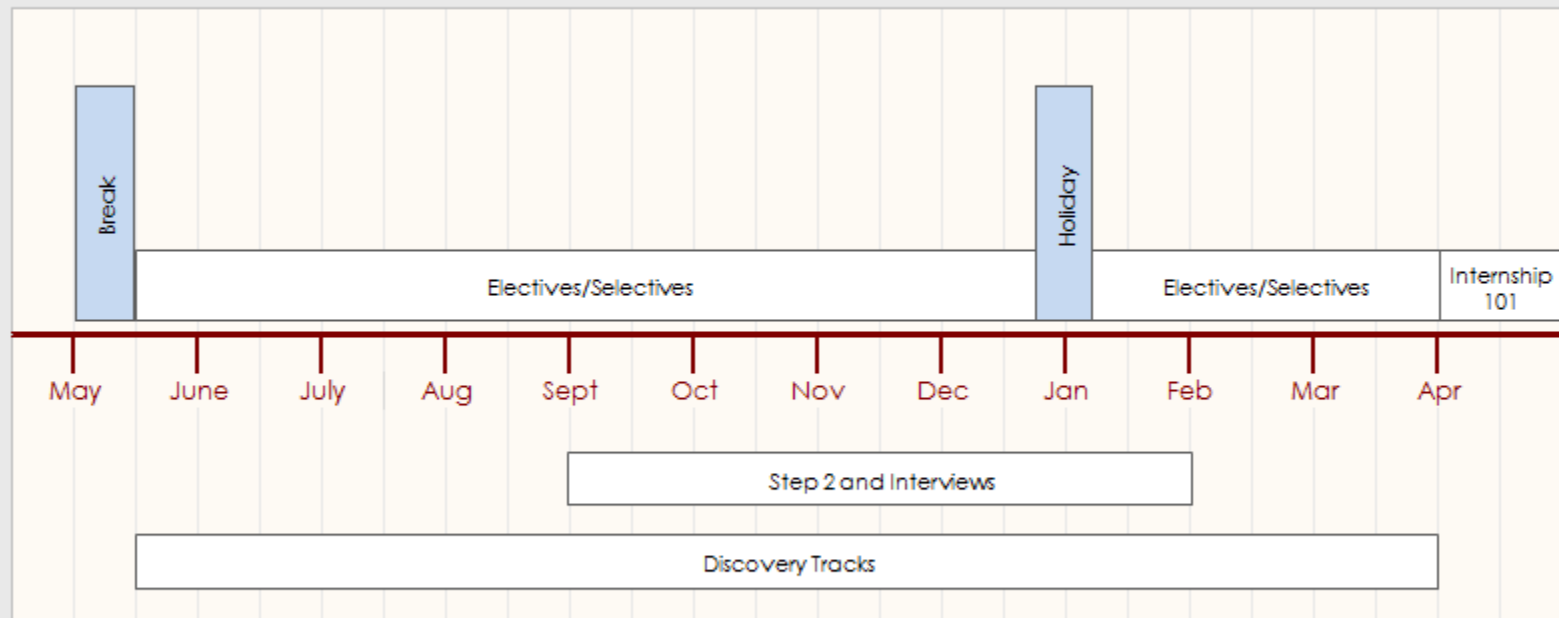 Break
Holiday
Electives/Selectives
Electives/Selectives
Internship
101
May June July Aug Sept Oct Nov Dec Jan Feb Mar Apr
Step 2 and Interviews
Discovery Tracks